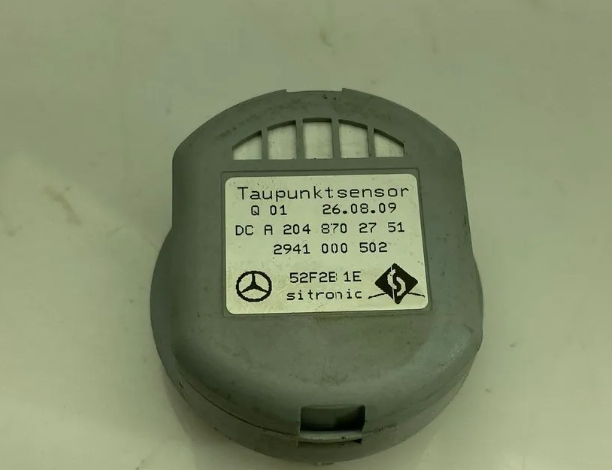 Taupunktsensor
Q 01 26.08.09
DC A 204 870 27 51
2941 000 502
52F2B 1E
sitronic